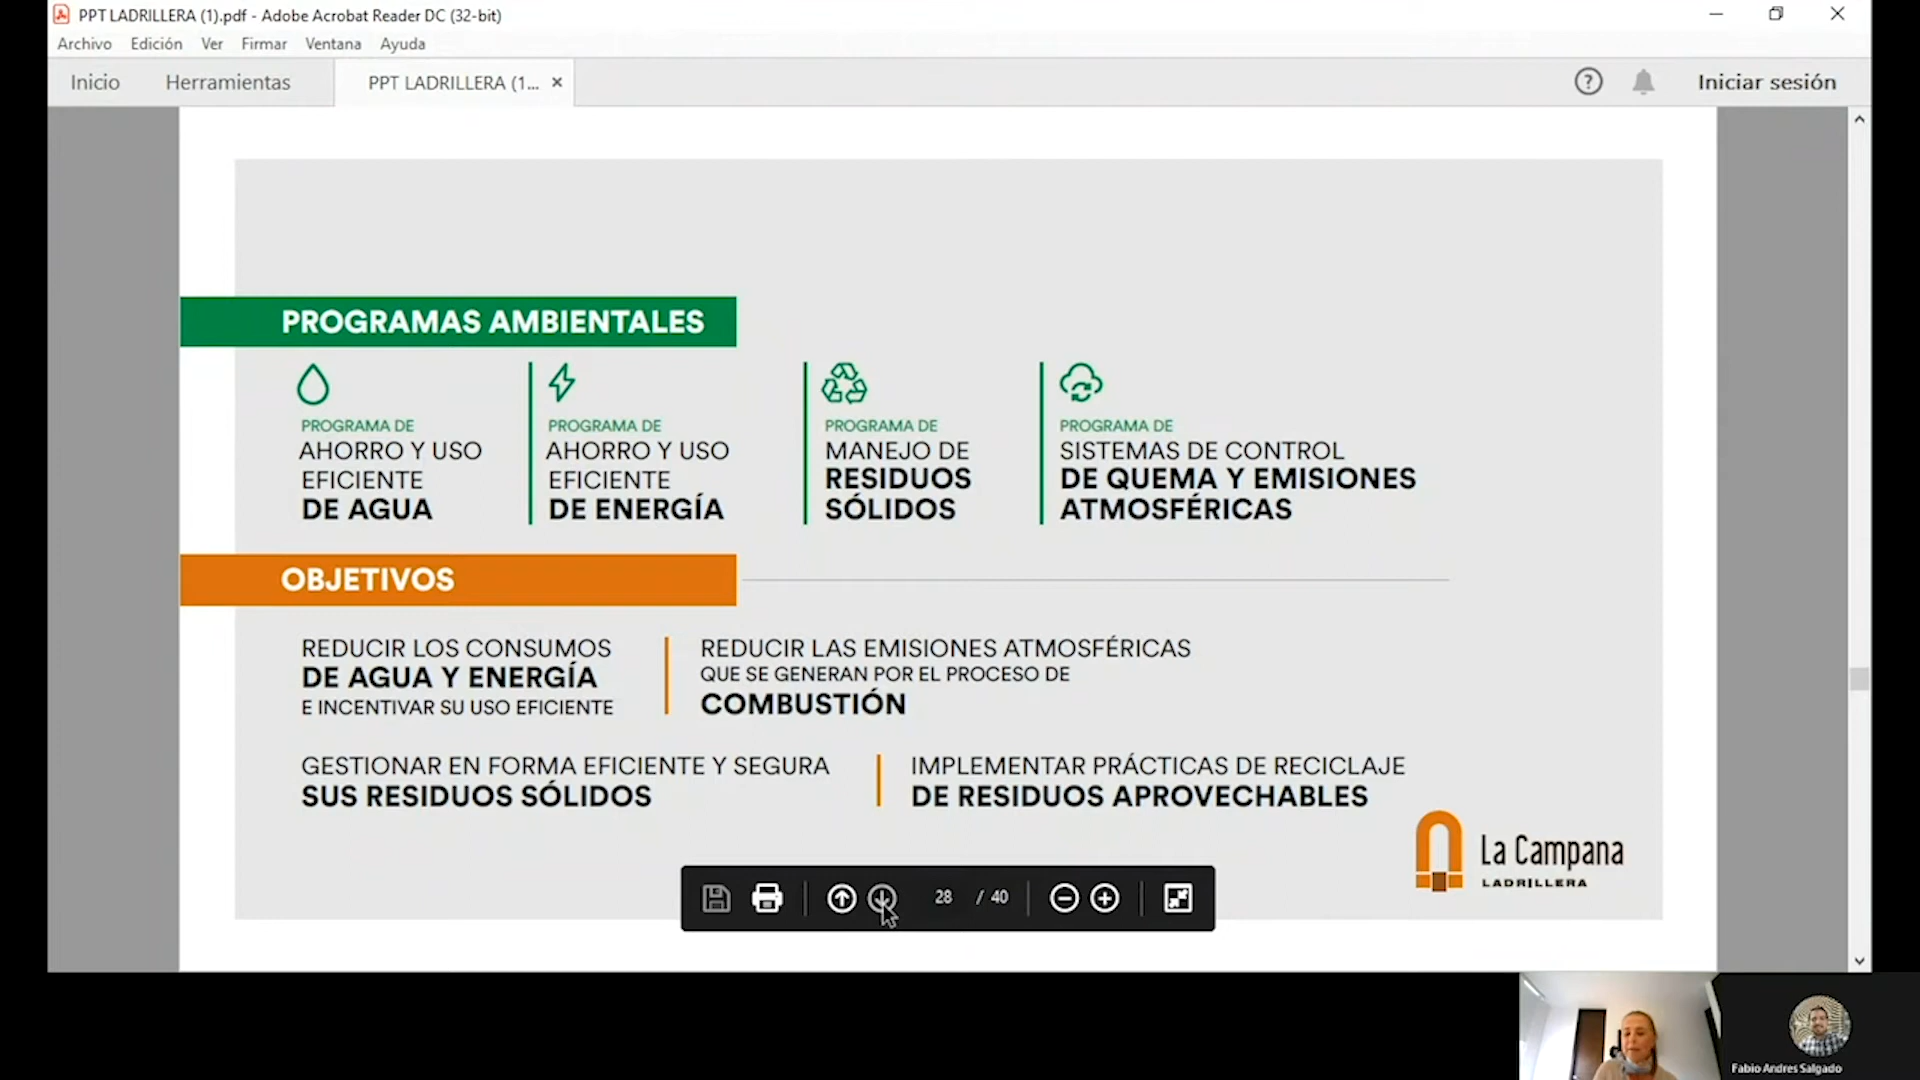 PPT LADRILLERA (1).pdf - Adobe Acrobat Reader DC (32-bit)
Archivo Edición Ver Firmar Ventana Ayuda
Inicio Herramientas PPT LADRILLERA (1... × Iniciar sesión
PROGRAMAS AMBIENTALES
PROGRAMA DE
AHORRO Y USO
EFICIENTE
DE AGUA
PROGRAMA DE
AHORRO Y USO
EFICIENTE
DE ENERGÍA
PROGRAMA DE
MANEJO DE
RESIDUOS
SÓLIDOS
PROGRAMA DE
SISTEMAS DE CONTROL
DE QUEMA Y EMISIONES
ATMOSFÉRICAS
OBJETIVOS
REDUCIR LOS CONSUMOS
DE AGUA Y ENERGÍA
E INCENTIVAR SU USO EFICIENTE
REDUCIR LAS EMISIONES ATMOSFÉRICAS
QUE SE GENERAN POR EL PROCESO DE
COMBUSTIÓN
GESTIONAR EN FORMA EFICIENTE Y SEGURA
SUS RESIDUOS SÓLIDOS
IMPLEMENTAR PRÁCTICAS DE RECICLAJE
DE RESIDUOS APROVECHABLES
La Campana
LADRILLERA
28 / 40
Fabio Andres Salgado